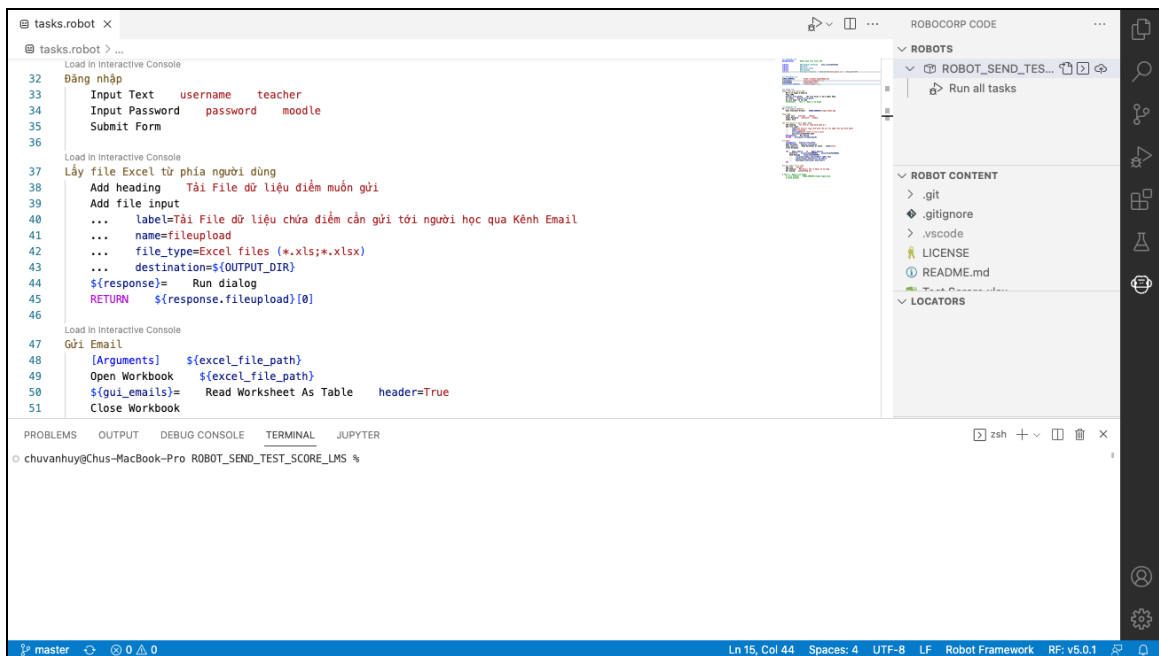 tasks.robot
tasks.robot > ...
Load in Interactive Console
32 Đăng nhập
33 Input Text username teacher
34 Input Password password moodle
35 Submit Form
36
Load in Interactive Console
37 Lấy file Excel từ phía người dùng
38 Add heading Tải File dữ liệu điểm muốn gửi
39 Add file input
40 ... label=Tải File dữ liệu chứa điểm cần gửi tới người học qua Kênh Email
41 ... name=fileupload
42 ... file_type=Excel files (*.xls;*.xlsx)
43 ... destination=${OUTPUT_DIR}
44 ${response}= Run dialog
45 RETURN ${response.fileupload}[0]
46
Load in Interactive Console
47 Gửi Email
48 [Arguments] ${excel_file_path}
49 Open Workbook ${excel_file_path}
50 ${gui_emails}= Read Worksheet As Table header=True
51 Close Workbook
ROBOCORP CODE
ROBOTS
ROBOT_SEND_TES...
Run all tasks
ROBOT CONTENT
.git
.gitignore
.vscode
LICENSE
README.md
LOCATORS
PROBLEMS OUTPUT DEBUG CONSOLE TERMINAL JUPYTER
zsh
chuvanhuy@Chus-MacBook-Pro ROBOT_SEND_TEST_SCORE_LMS %
master 0 0 Ln 15, Col 44 Spaces: 4 UTF-8 LF Robot Framework RF: v5.0.1